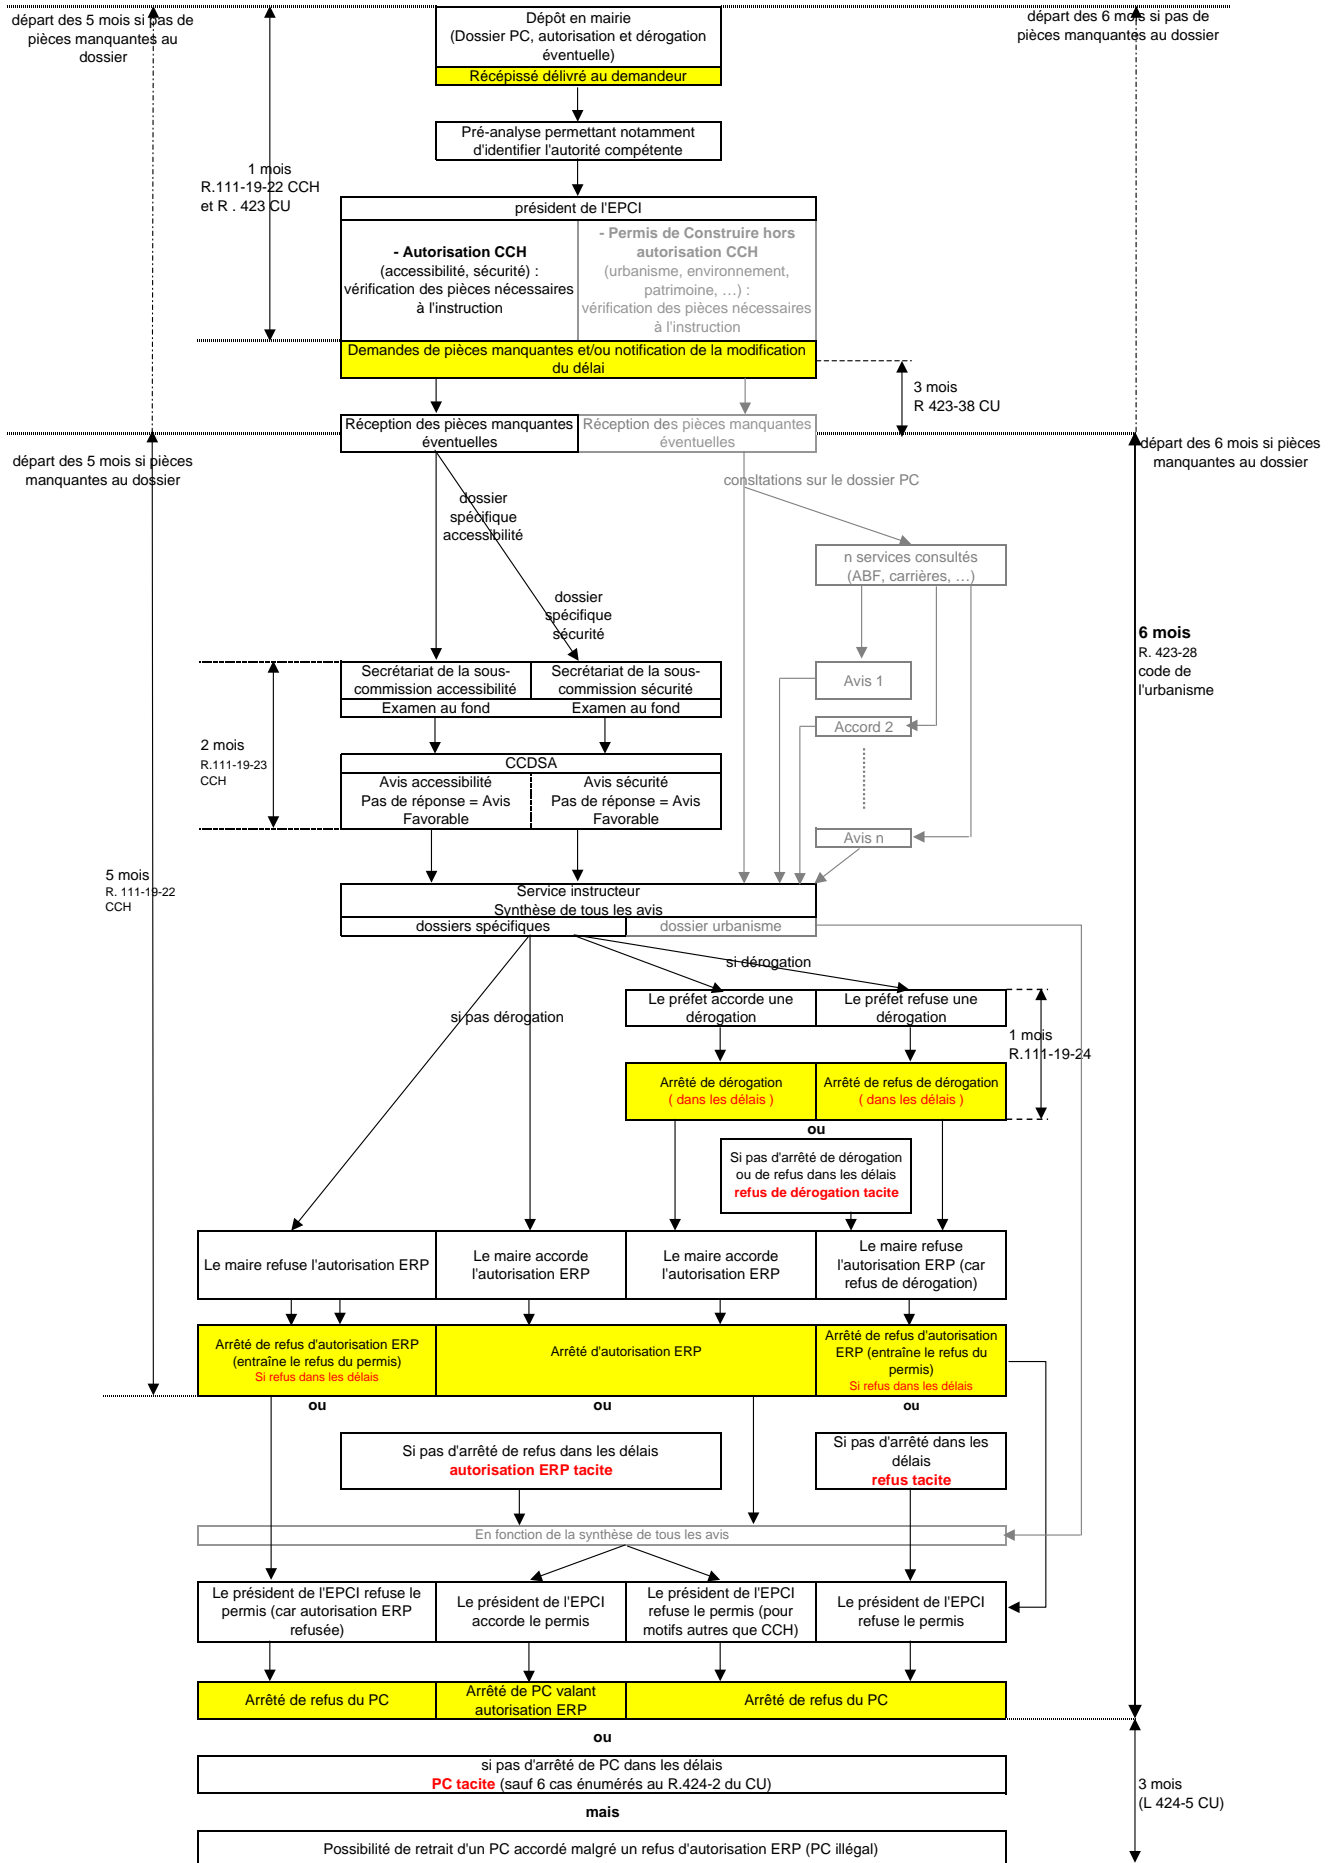 départ des 5 mois si pas de
pièces manquantes au
dossier
Dépôt en mairie
(Dossier PC, autorisation et dérogation
éventuelle)
Récépissé délivré au demandeur
départ des 6 mois si pas de
pièces manquantes au dossier
Pré-analyse permettant notamment
d'identifier l'autorité compétente
1 mois
R.111-19-22 CCH
et R . 423 CU
président de l'EPCI
- Autorisation CCH
(accessibilité, sécurité) :
vérification des pièces nécessaires
à l'instruction
- Permis de Construire hors
autorisation CCH
(urbanisme, environnement,
patrimoine, …) :
vérification des pièces nécessaires
à l'instruction
Demandes de pièces manquantes et/ou notification de la modification
du délai
3 mois
R 423-38 CU
Réception des pièces manquantes
éventuelles
Réception des pièces manquantes
éventuelles
départ des 5 mois si pièces
manquantes au dossier
départ des 6 mois si pièces
manquantes au dossier
consltations sur le dossier PC
dossier
spécifique
accessibilité
n services consultés
(ABF, carrières, …)
dossier
spécifique
sécurité
6 mois
R. 423-28
code de
l'urbanisme
Secrétariat de la sous-
commission accessibilité
Secrétariat de la sous-
commission sécurité
Examen au fond
Examen au fond
Avis 1
Accord 2
2 mois
R.111-19-23
CCH
CCDSA
Avis accessibilité
Pas de réponse = Avis
Favorable
Avis sécurité
Pas de réponse = Avis
Favorable
Avis n
5 mois
R. 111-19-22
CCH
Service instructeur
Synthèse de tous les avis
dossiers spécifiques
dossier urbanisme
si dérogation
si pas dérogation
Le préfet accorde une
dérogation
Le préfet refuse une
dérogation
1 mois
R.111-19-24
Arrêté de dérogation
( dans les délais )
Arrêté de refus de dérogation
( dans les délais )
ou
Si pas d'arrêté de dérogation
ou de refus dans les délais
refus de dérogation tacite
Le maire refuse l'autorisation ERP
Le maire accorde
l'autorisation ERP
Le maire accorde
l'autorisation ERP
Le maire refuse
l'autorisation ERP (car
refus de dérogation)
Arrêté de refus d'autorisation ERP
(entraîne le refus du permis)
Si refus dans les délais
Arrêté d'autorisation ERP
Arrêté de refus d'autorisation
ERP (entraîne le refus du
permis)
Si refus dans les délais
ou
ou
ou
Si pas d'arrêté de refus dans les délais
autorisation ERP tacite
Si pas d'arrêté dans les
délais
refus tacite
En fonction de la synthèse de tous les avis
Le président de l'EPCI refuse le
permis (car autorisation ERP
refusée)
Le président de l'EPCI
accorde le permis
Le président de l'EPCI
refuse le permis (pour
motifs autres que CCH)
Le président de l'EPCI
refuse le permis
Arrêté de refus du PC
Arrêté de PC valant
autorisation ERP
Arrêté de refus du PC
ou
si pas d'arrêté de PC dans les délais
PC tacite (sauf 6 cas énumérés au R.424-2 du CU)
3 mois
(L 424-5 CU)
mais
Possibilité de retrait d'un PC accordé malgré un refus d'autorisation ERP (PC illégal)